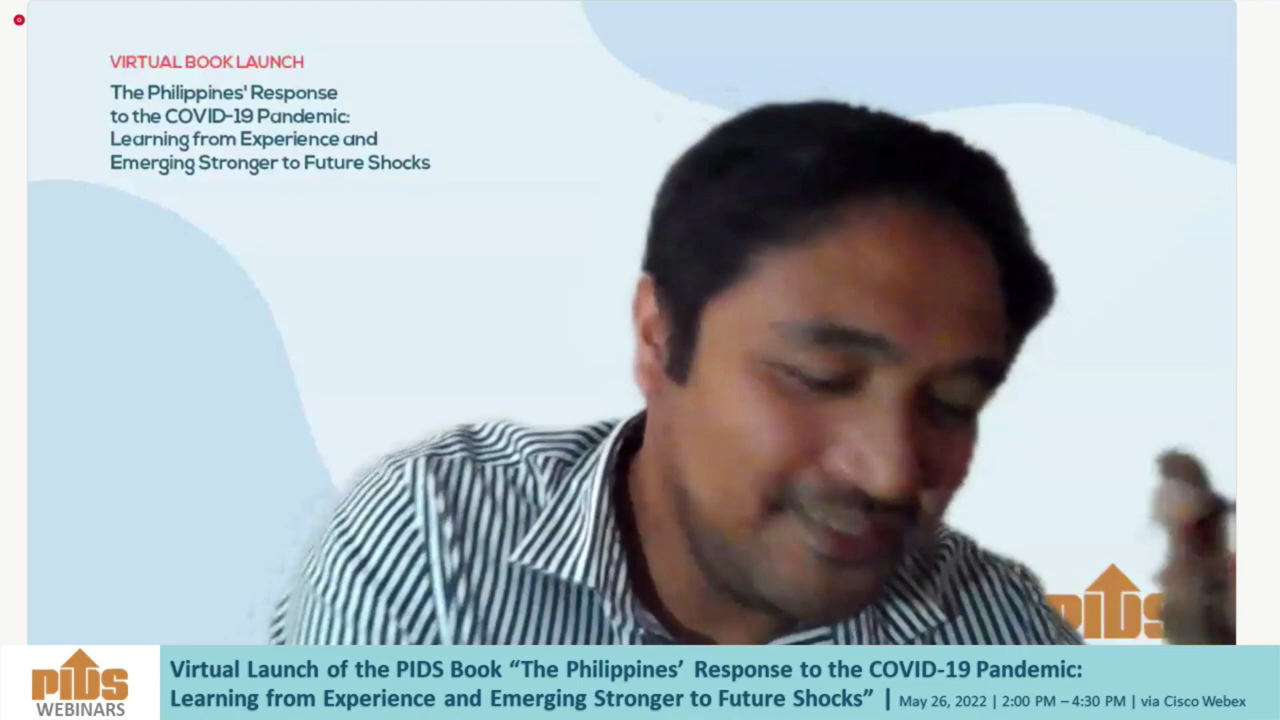 VIRTUAL BOOK LAUNCH
The Philippines' Response
to the COVID-19 Pandemic:
Learning from Experience and
Emerging Stronger to Future Shocks
PIDS
PIDS
WEBINARS
Virtual Launch of the PIDS Book “The Philippines’ Response to the COVID-19 Pandemic:
Learning from Experience and Emerging Stronger to Future Shocks” | May 26, 2022 | 2:00 PM – 4:30 PM | via Cisco Webex